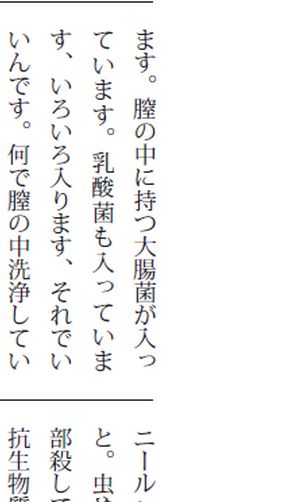 ます。膣の中に持つ大腸菌が入っ
ています。乳酸菌も入っていま
す、いろいろ入ります、それでい
いんです。何で膣の中洗浄してい
ニール
と。虫
部殺して
抗生物質